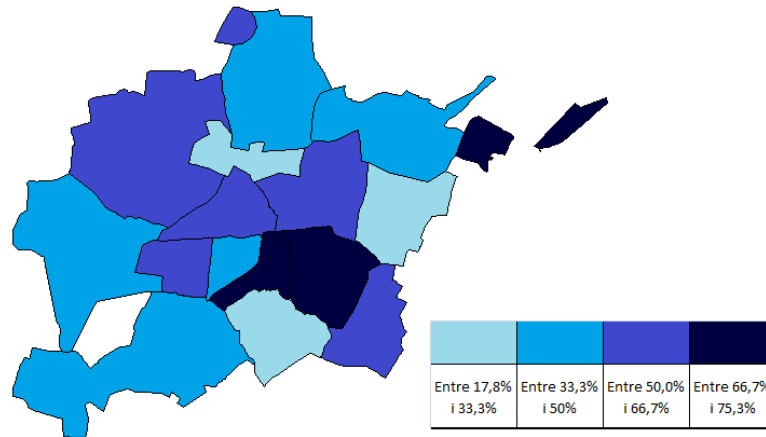 Entre 17,8%
i 33,3%
Entre 33,3%
i 50%
Entre 50,0%
i 66,7%
Entre 66,7%
i 75,3%